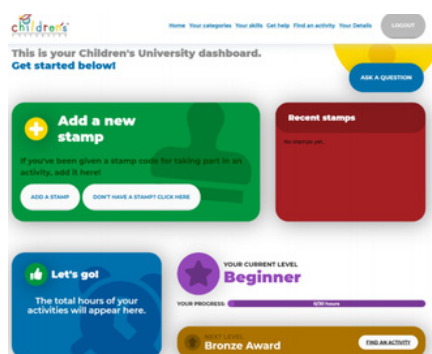 children's
Home Your categories Your skills Get help Find an activity Your Details
LOGOUT
This is your Children's University dashboard.
Get started below!
ASK A QUESTION
Add a new
stamp
If you've been given a stamp code for taking part in an
activity, add it here!
ADD A STAMP
DON'T HAVE A STAMP? CLICK HERE
Recent stamps
No stamps yet.
Let's go!
The total hours of your
activities will appear here.
YOUR CURRENT LEVEL
Beginner
YOUR PROGRESS:
0/30 hours
NEXT LEVEL
Bronze Award
FIND AN ACTIVITY